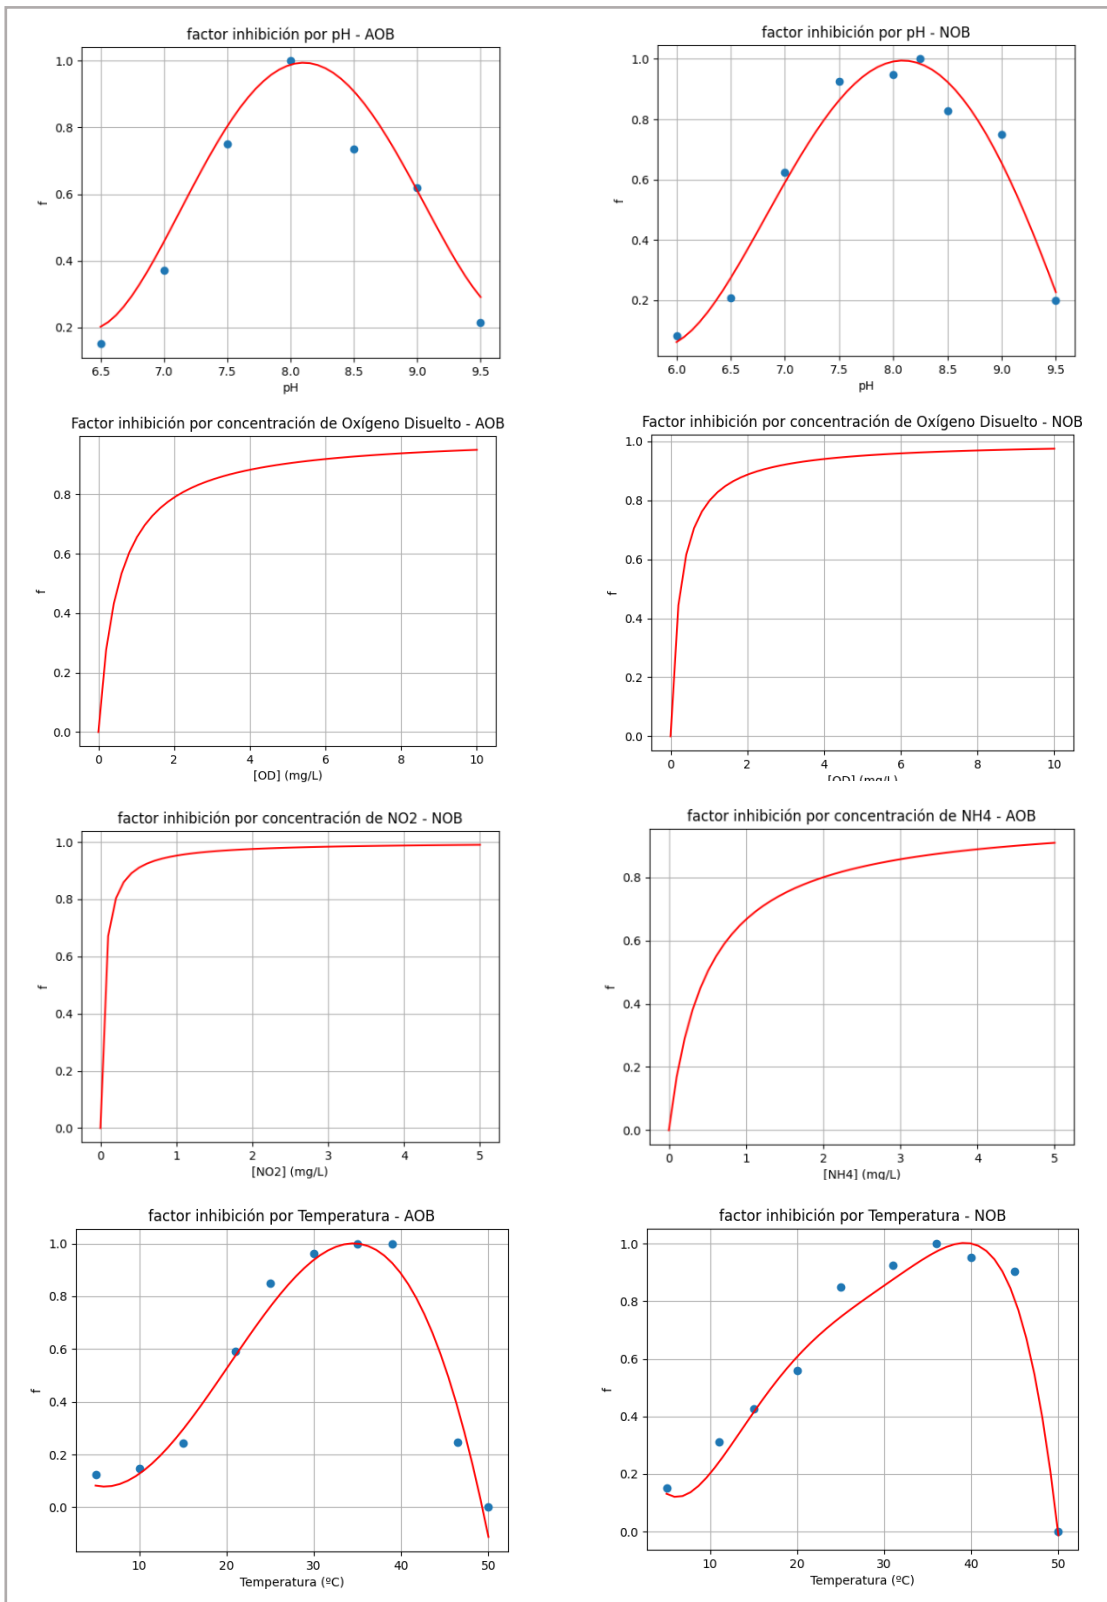 factor inhibición por pH - AOB
1.0
0.8
0.6
0.4
0.2
f
6.5 7.0 7.5 8.0 8.5 9.0 9.5
pH
factor inhibición por pH - NOB
1.0
0.8
0.6
0.4
0.2
f
6.0 6.5 7.0 7.5 8.0 8.5 9.0 9.5
pH
Factor inhibición por concentración de Oxígeno Disuelto - AOB
0.8
0.6
0.4
0.2
0.0
f
0 2 4 6 8 10
[OD] (mg/L)
Factor inhibición por concentración de Oxígeno Disuelto - NOB
1.0
0.8
0.6
0.4
0.2
0.0
f
0 2 4 6 8 10
[OD] (mg/L)
factor inhibición por concentración de NO2 - NOB
1.0
0.8
0.6
0.4
0.2
0.0
f
0 1 2 3 4 5
[NO2] (mg/L)
factor inhibición por concentración de NH4 - AOB
0.8
0.6
0.4
0.2
0.0
f
0 1 2 3 4 5
[NH4] (mg/L)
factor inhibición por Temperatura - AOB
1.0
0.8
0.6
0.4
0.2
0.0
f
10 20 30 40 50
Temperatura (ºC)
factor inhibición por Temperatura - NOB
1.0
0.8
0.6
0.4
0.2
0.0
f
10 20 30 40 50
Temperatura (ºC)